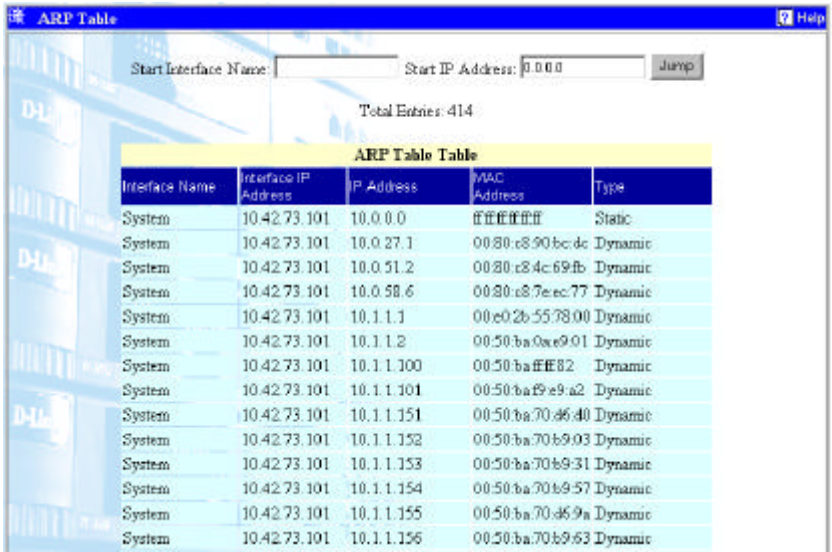 ARP Table
Help
Start Interface Name:
Start IP Address: 0.0.0.0 Jump
Total Entries: 414
ARP Table Table
Interface Name Interface IP Address IP Address MAC Address Type
System 10.42.73.101 10.0.0.0 ff:ff:ff:ff:ff:ff Static
System 10.42.73.101 10.0.27.1 00:80:c8:90:bc:dc Dynamic
System 10.42.73.101 10.0.51.2 00:80:c8:4c:69:fb Dynamic
System 10.42.73.101 10.0.58.6 00:80:c8:7e:ec:77 Dynamic
System 10.42.73.101 10.1.1.1 00:e0:2b:55:78:00 Dynamic
System 10.42.73.101 10.1.1.2 00:50:ba:0a:e9:01 Dynamic
System 10.42.73.101 10.1.1.100 00:50:ba:ff:ff:82 Dynamic
System 10.42.73.101 10.1.1.101 00:50:ba:f9:e9:a2 Dynamic
System 10.42.73.101 10.1.1.151 00:50:ba:70:d6:40 Dynamic
System 10.42.73.101 10.1.1.152 00:50:ba:70:b9:03 Dynamic
System 10.42.73.101 10.1.1.153 00:50:ba:70:b9:31 Dynamic
System 10.42.73.101 10.1.1.154 00:50:ba:70:b9:57 Dynamic
System 10.42.73.101 10.1.1.155 00:50:ba:70:d6:9a Dynamic
System 10.42.73.101 10.1.1.156 00:50:ba:70:b9:63 Dynamic